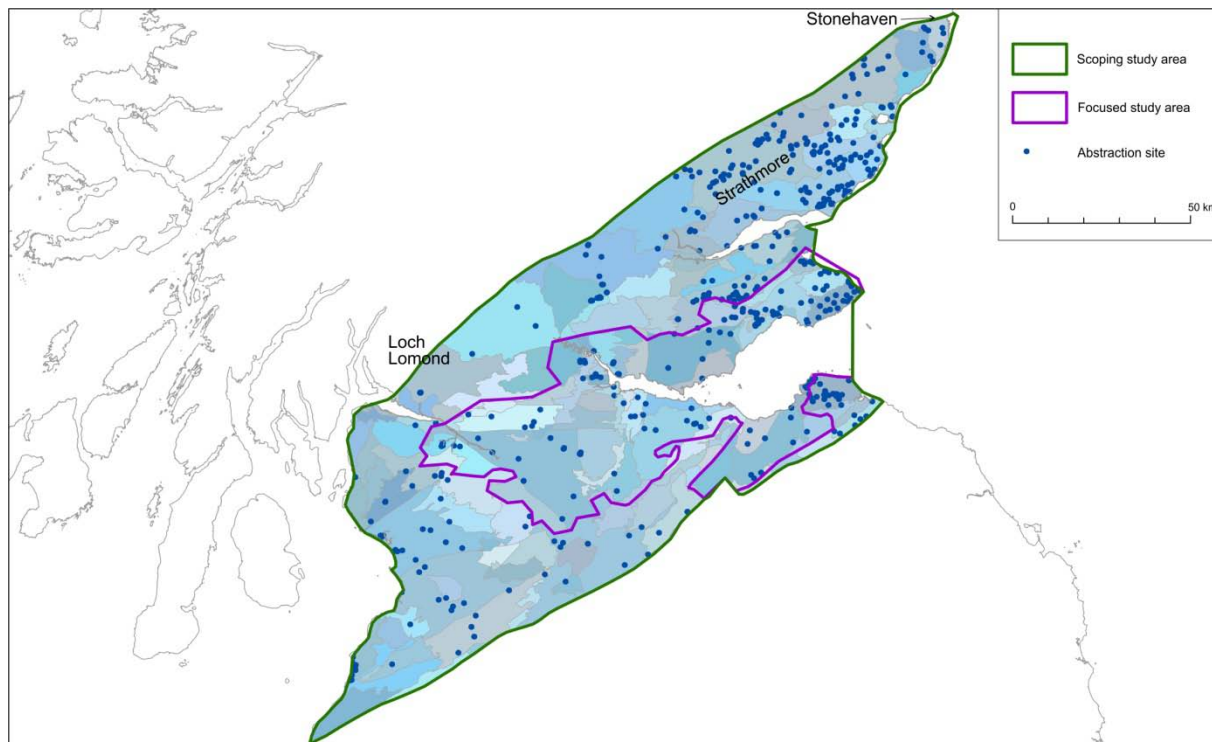 Stonehaven
Scoping study area
Focused study area
Abstraction site
0
50 km
Strathmore
Loch
Lomond